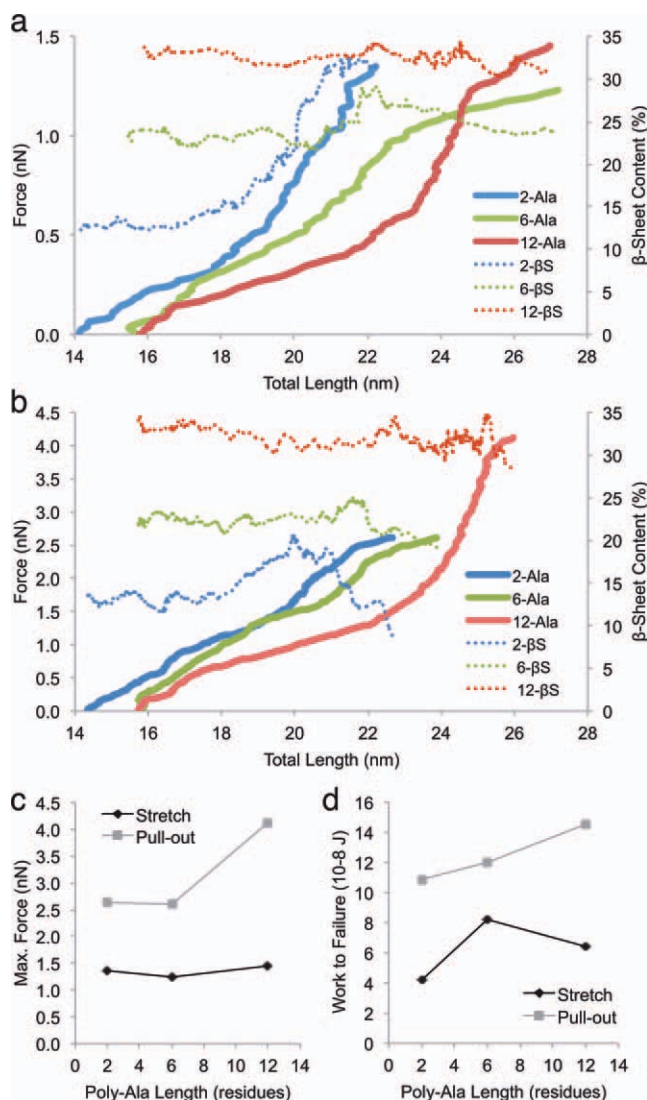 a
1.5
1.0
0.5
0.0
Force (nN)
35
30
25
20
15
10
5
0
β-Sheet Content (%)
2-Ala
6-Ala
12-Ala
2-βS
6-βS
12-βS
14 16 18 20 22 24 26 28
Total Length (nm)
b
4.5
4.0
3.5
3.0
2.5
2.0
1.5
1.0
0.5
0.0
Force (nN)
35
30
25
20
15
10
5
0
β-Sheet Content (%)
2-Ala
6-Ala
12-Ala
2-βS
6-βS
12-βS
14 16 18 20 22 24 26 28
Total Length (nm)
c
4.5
4.0
3.5
3.0
2.5
2.0
1.5
1.0
0.5
0.0
Max. Force (nN)
Stretch
Pull-out
0 2 4 6 8 10 12 14
Poly-Ala Length (residues)
d
16
14
12
10
8
6
4
2
0
Work to Failure (10-8 J)
Stretch
Pull-out
0 2 4 6 8 10 12 14
Poly-Ala Length (residues)